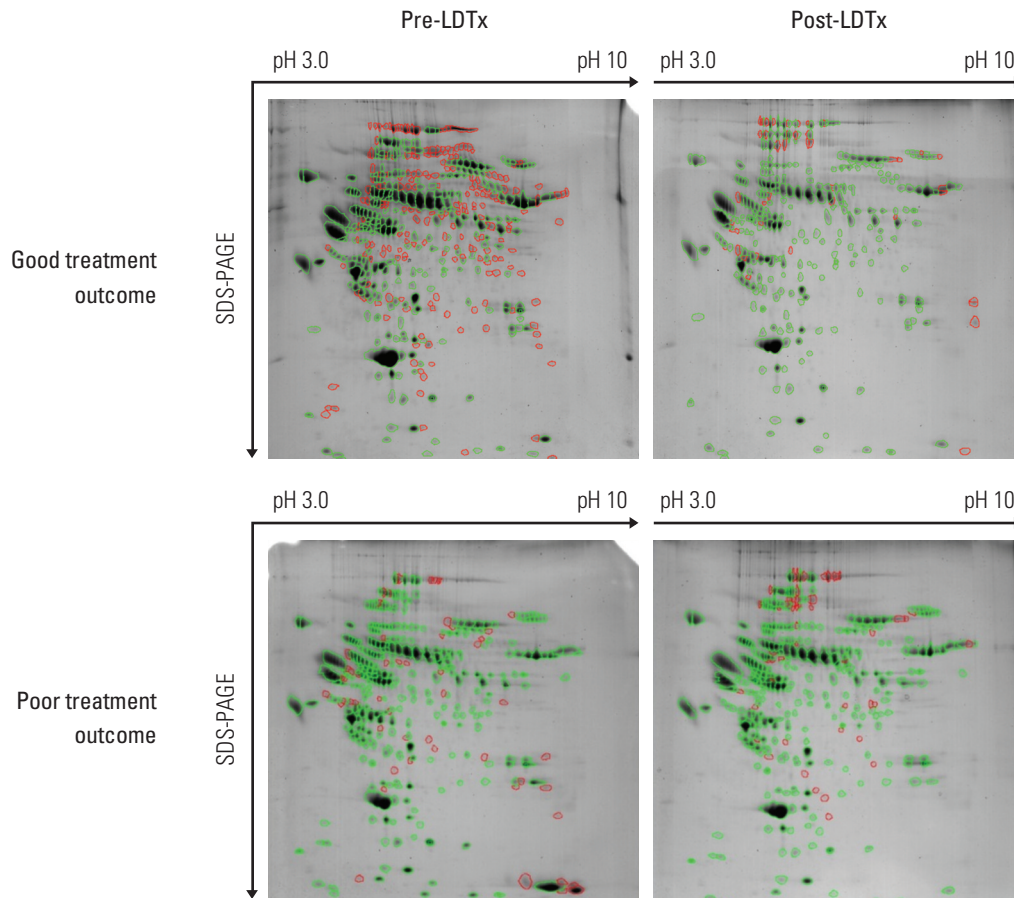 Pre-LDTx
Post-LDTx
pH 3.0
pH 10
pH 3.0
pH 10
Good treatment
outcome
SDS-PAGE
pH 3.0
pH 10
pH 3.0
pH 10
Poor treatment
outcome
SDS-PAGE